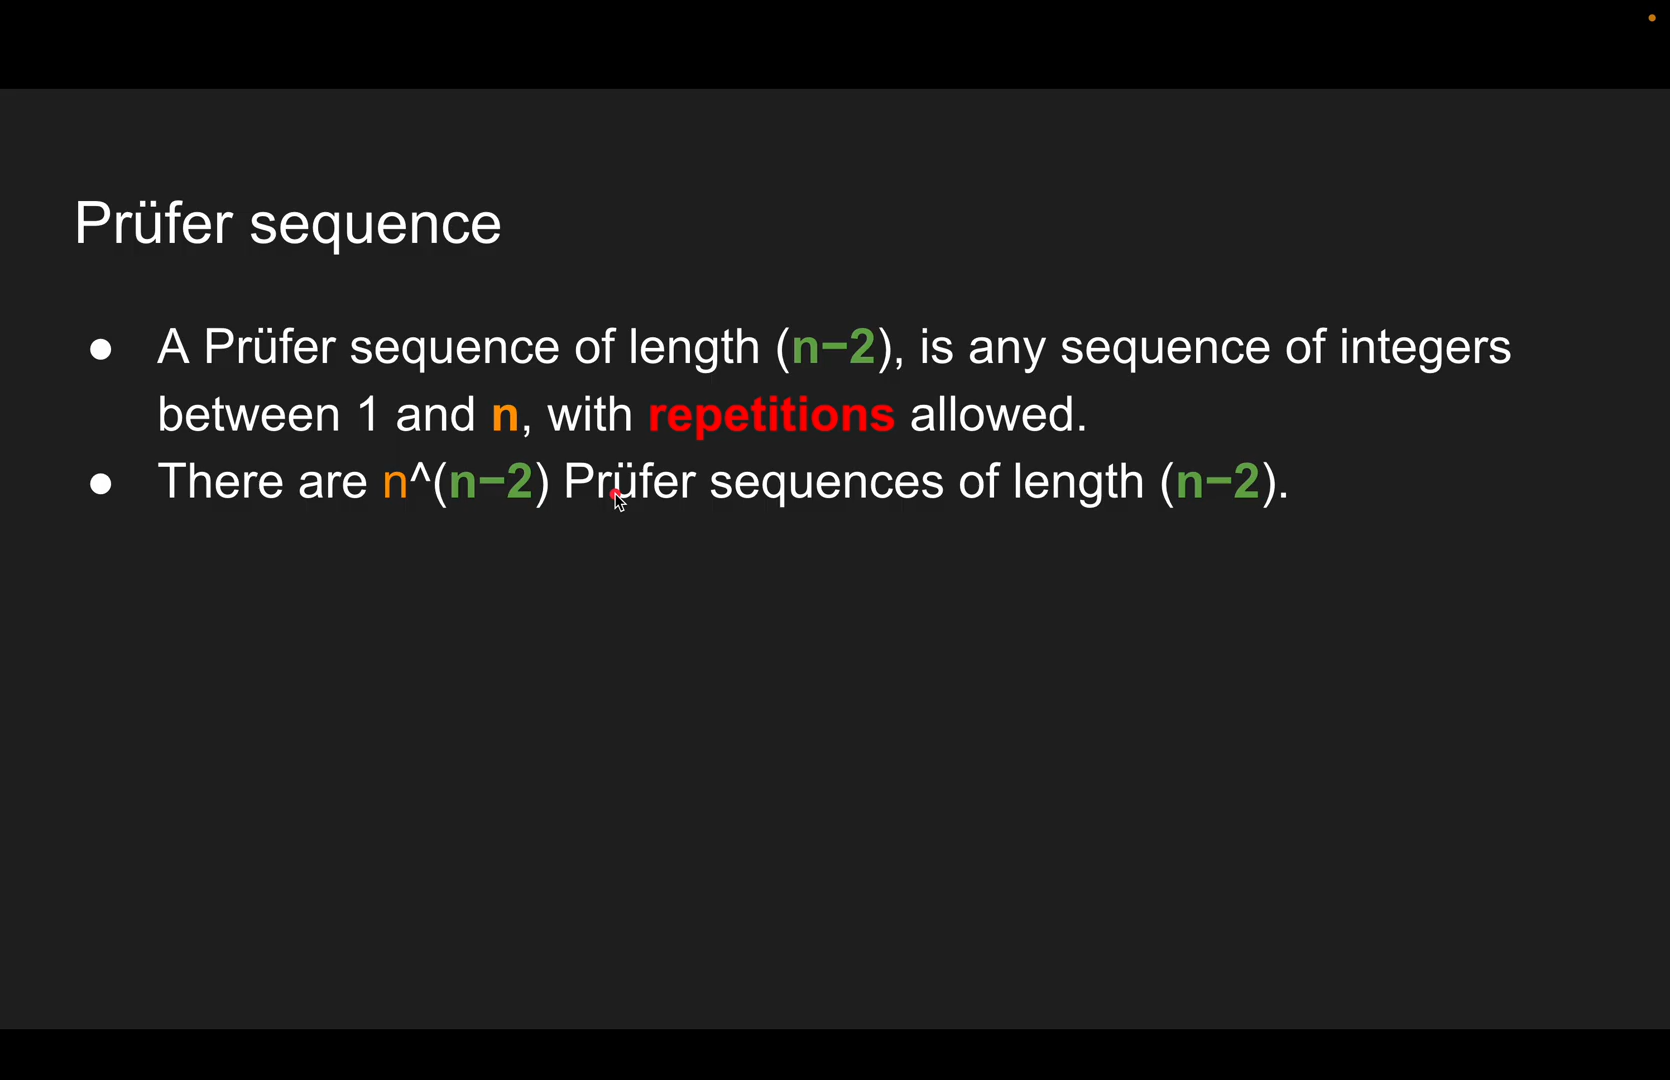 Prüfer sequence
● A Prüfer sequence of length (n−2), is any sequence of integers
between 1 and n, with repetitions allowed.
● There are n^(n−2) Prüfer sequences of length (n−2).